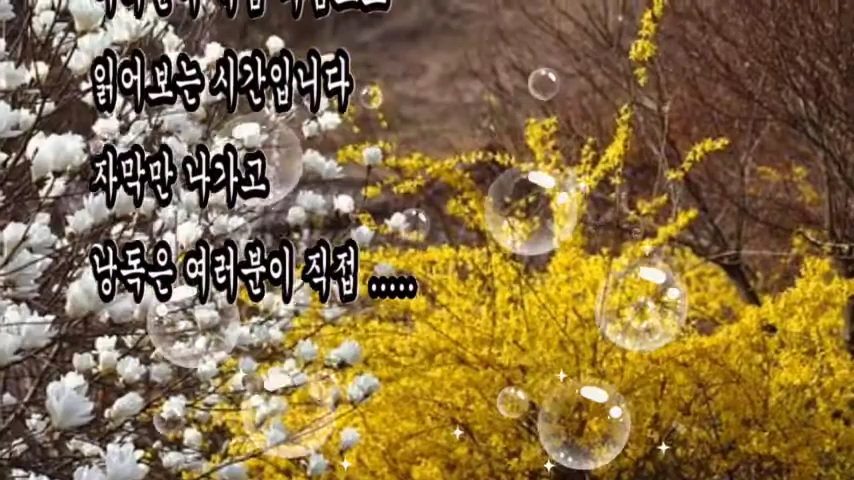 읽어보는 시간입니다
자막만 나가고
낭독은 여러분이 직접 .....